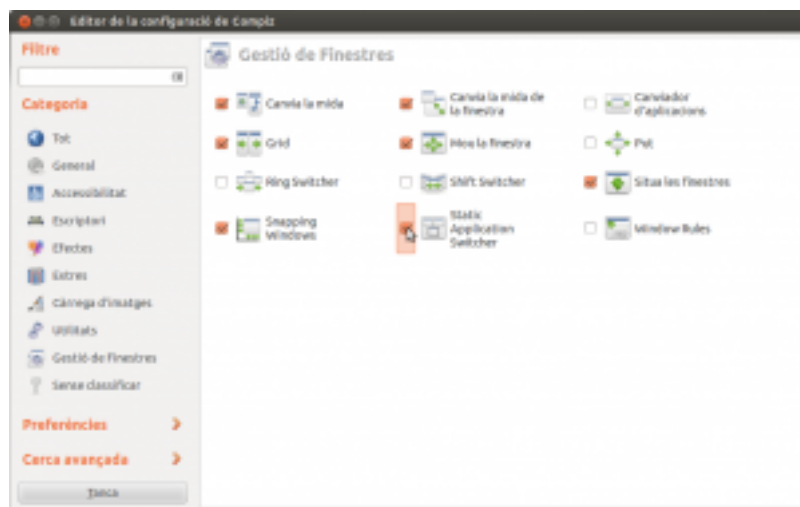 Editor de la configuració de Compiz
Filtre
Gestió de Finestres
Categoria
Tot
General
Accessibilitat
Escriptori
Efectes
Extres
Càrrega d'imatges
Utilitats
Gestió de Finestres
Sense classificar
Preferències
Cerca avançada
Tanca
Canvia la mida
Canvia la mida de
la finestra
Canviador
d'aplicacions
Grid
Mou la finestra
Put
Ring Switcher
Shift Switcher
Situa les finestres
Snapping
Windows
Static
Application
Switcher
Window Rules